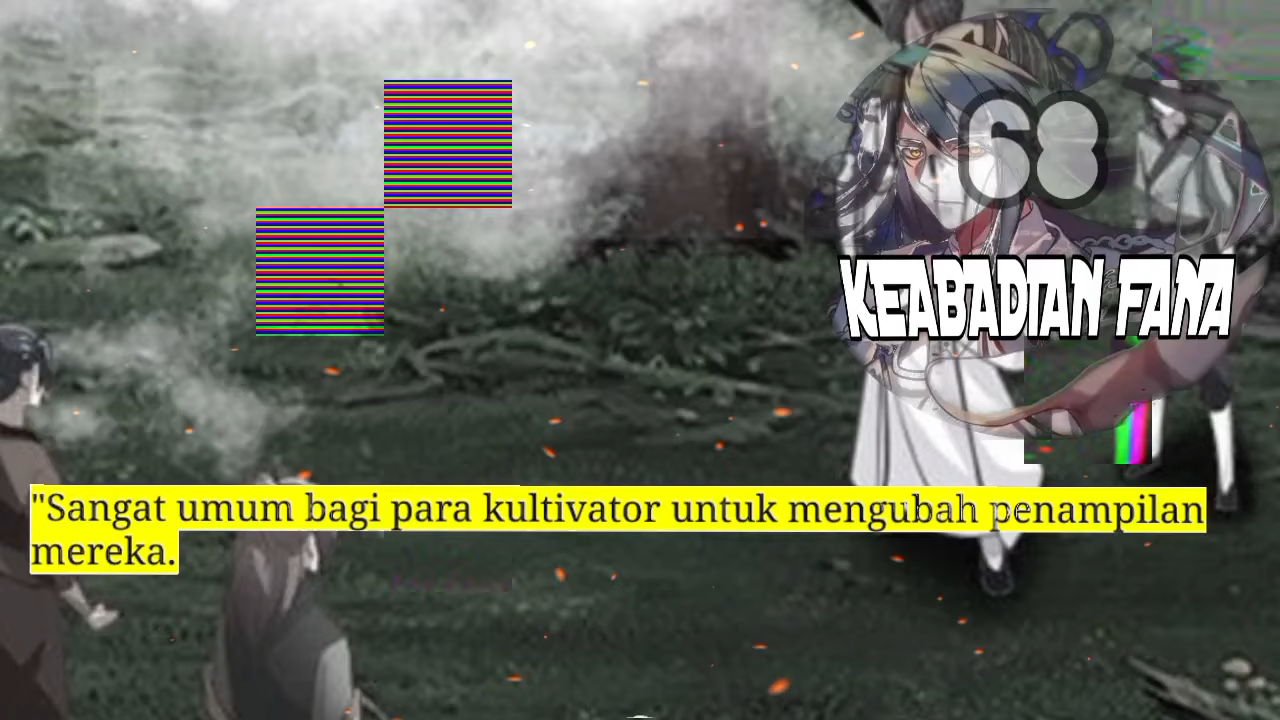 68
KEABADIAN FANA
"Sangat umum bagi para kultivator untuk mengubah penampilan
mereka.